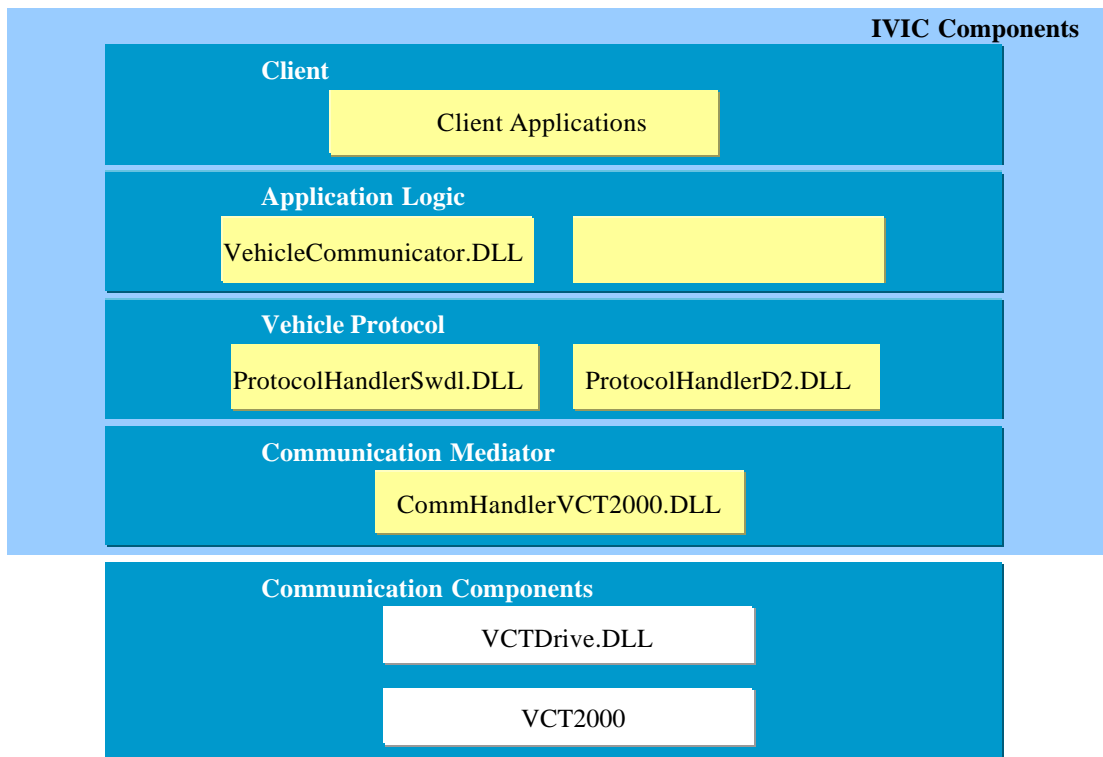 IVIC Components
Client
Client Applications
Application Logic
VehicleCommunicator.DLL
Vehicle Protocol
ProtocolHandlerSwdl.DLL
ProtocolHandlerD2.DLL
Communication Mediator
CommHandlerVCT2000.DLL
Communication Components
VCTDrive.DLL
VCT2000